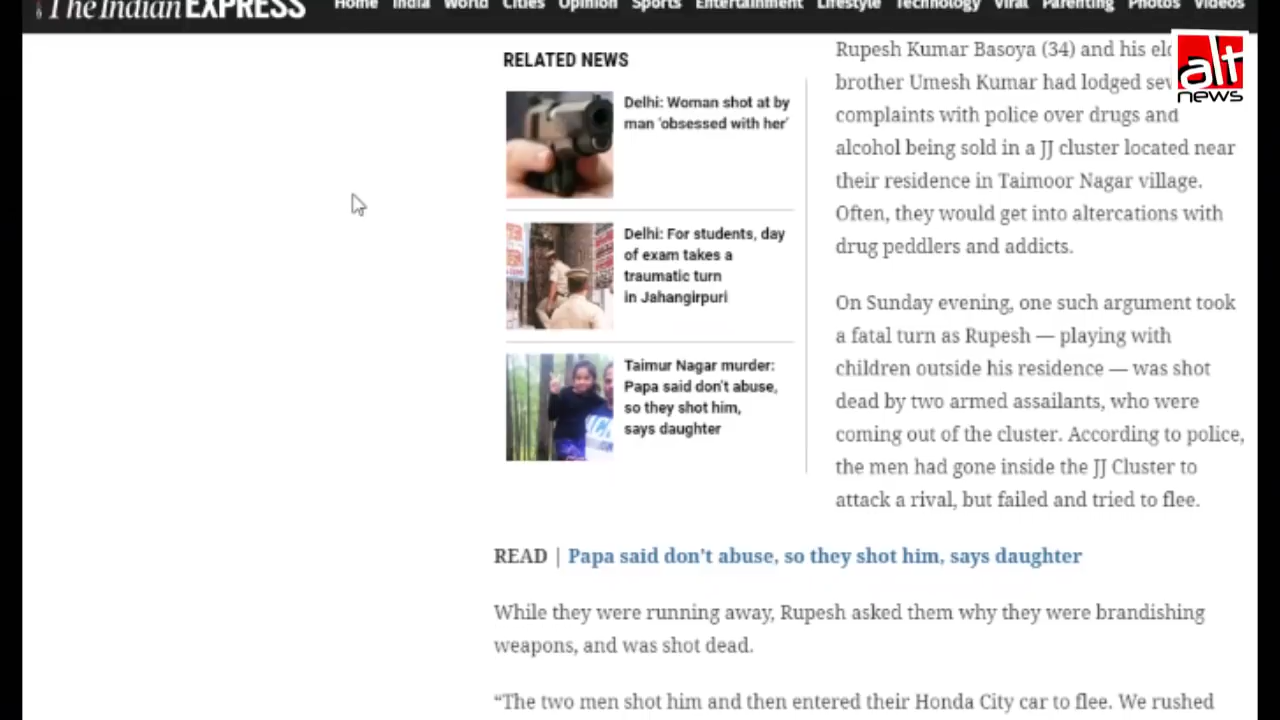 The Indian EXPRESS
Home India World Cities Opinion Sports Entertainment Lifestyle Technology Viral Parenting Photos Videos
alt
news
RELATED NEWS
Delhi: Woman shot at by
man 'obsessed with her'
Delhi: For students, day
of exam takes a
traumatic turn
in Jahangirpuri
Taimur Nagar murder:
Papa said don't abuse,
so they shot him,
says daughter
Rupesh Kumar Basoya (34) and his
brother Umesh Kumar had lodged
complaints with police over drugs and
alcohol being sold in a JJ cluster located near
their residence in Taimoor Nagar village.
Often, they would get into altercations with
drug peddlers and addicts.
On Sunday evening, one such argument took
a fatal turn as Rupesh — playing with
children outside his residence — was shot
dead by two armed assailants, who were
coming out of the cluster. According to police,
the men had gone inside the JJ Cluster to
attack a rival, but failed and tried to flee.
READ | Papa said don't abuse, so they shot him, says daughter
While they were running away, Rupesh asked them why they were brandishing
weapons, and was shot dead.
“The two men shot him and then entered their Honda City car to flee. We rushed